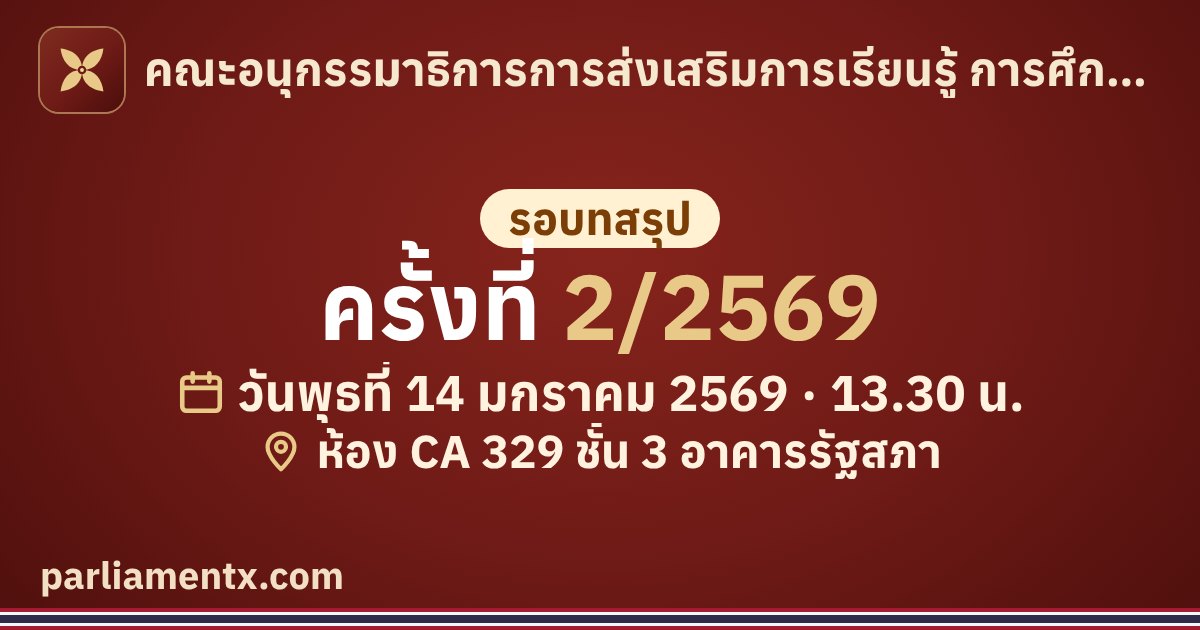 คณะอนุกรรมาธิการการส่งเสริมการเรียนรู้ การศึก...
รอบทสรุป
ครั้งที่ 2/2569
วันพุธที่ 14 มกราคม 2569 · 13.30 น.
ห้อง CA 329 ชั้น 3 อาคารรัฐสภา
parliamentx.com